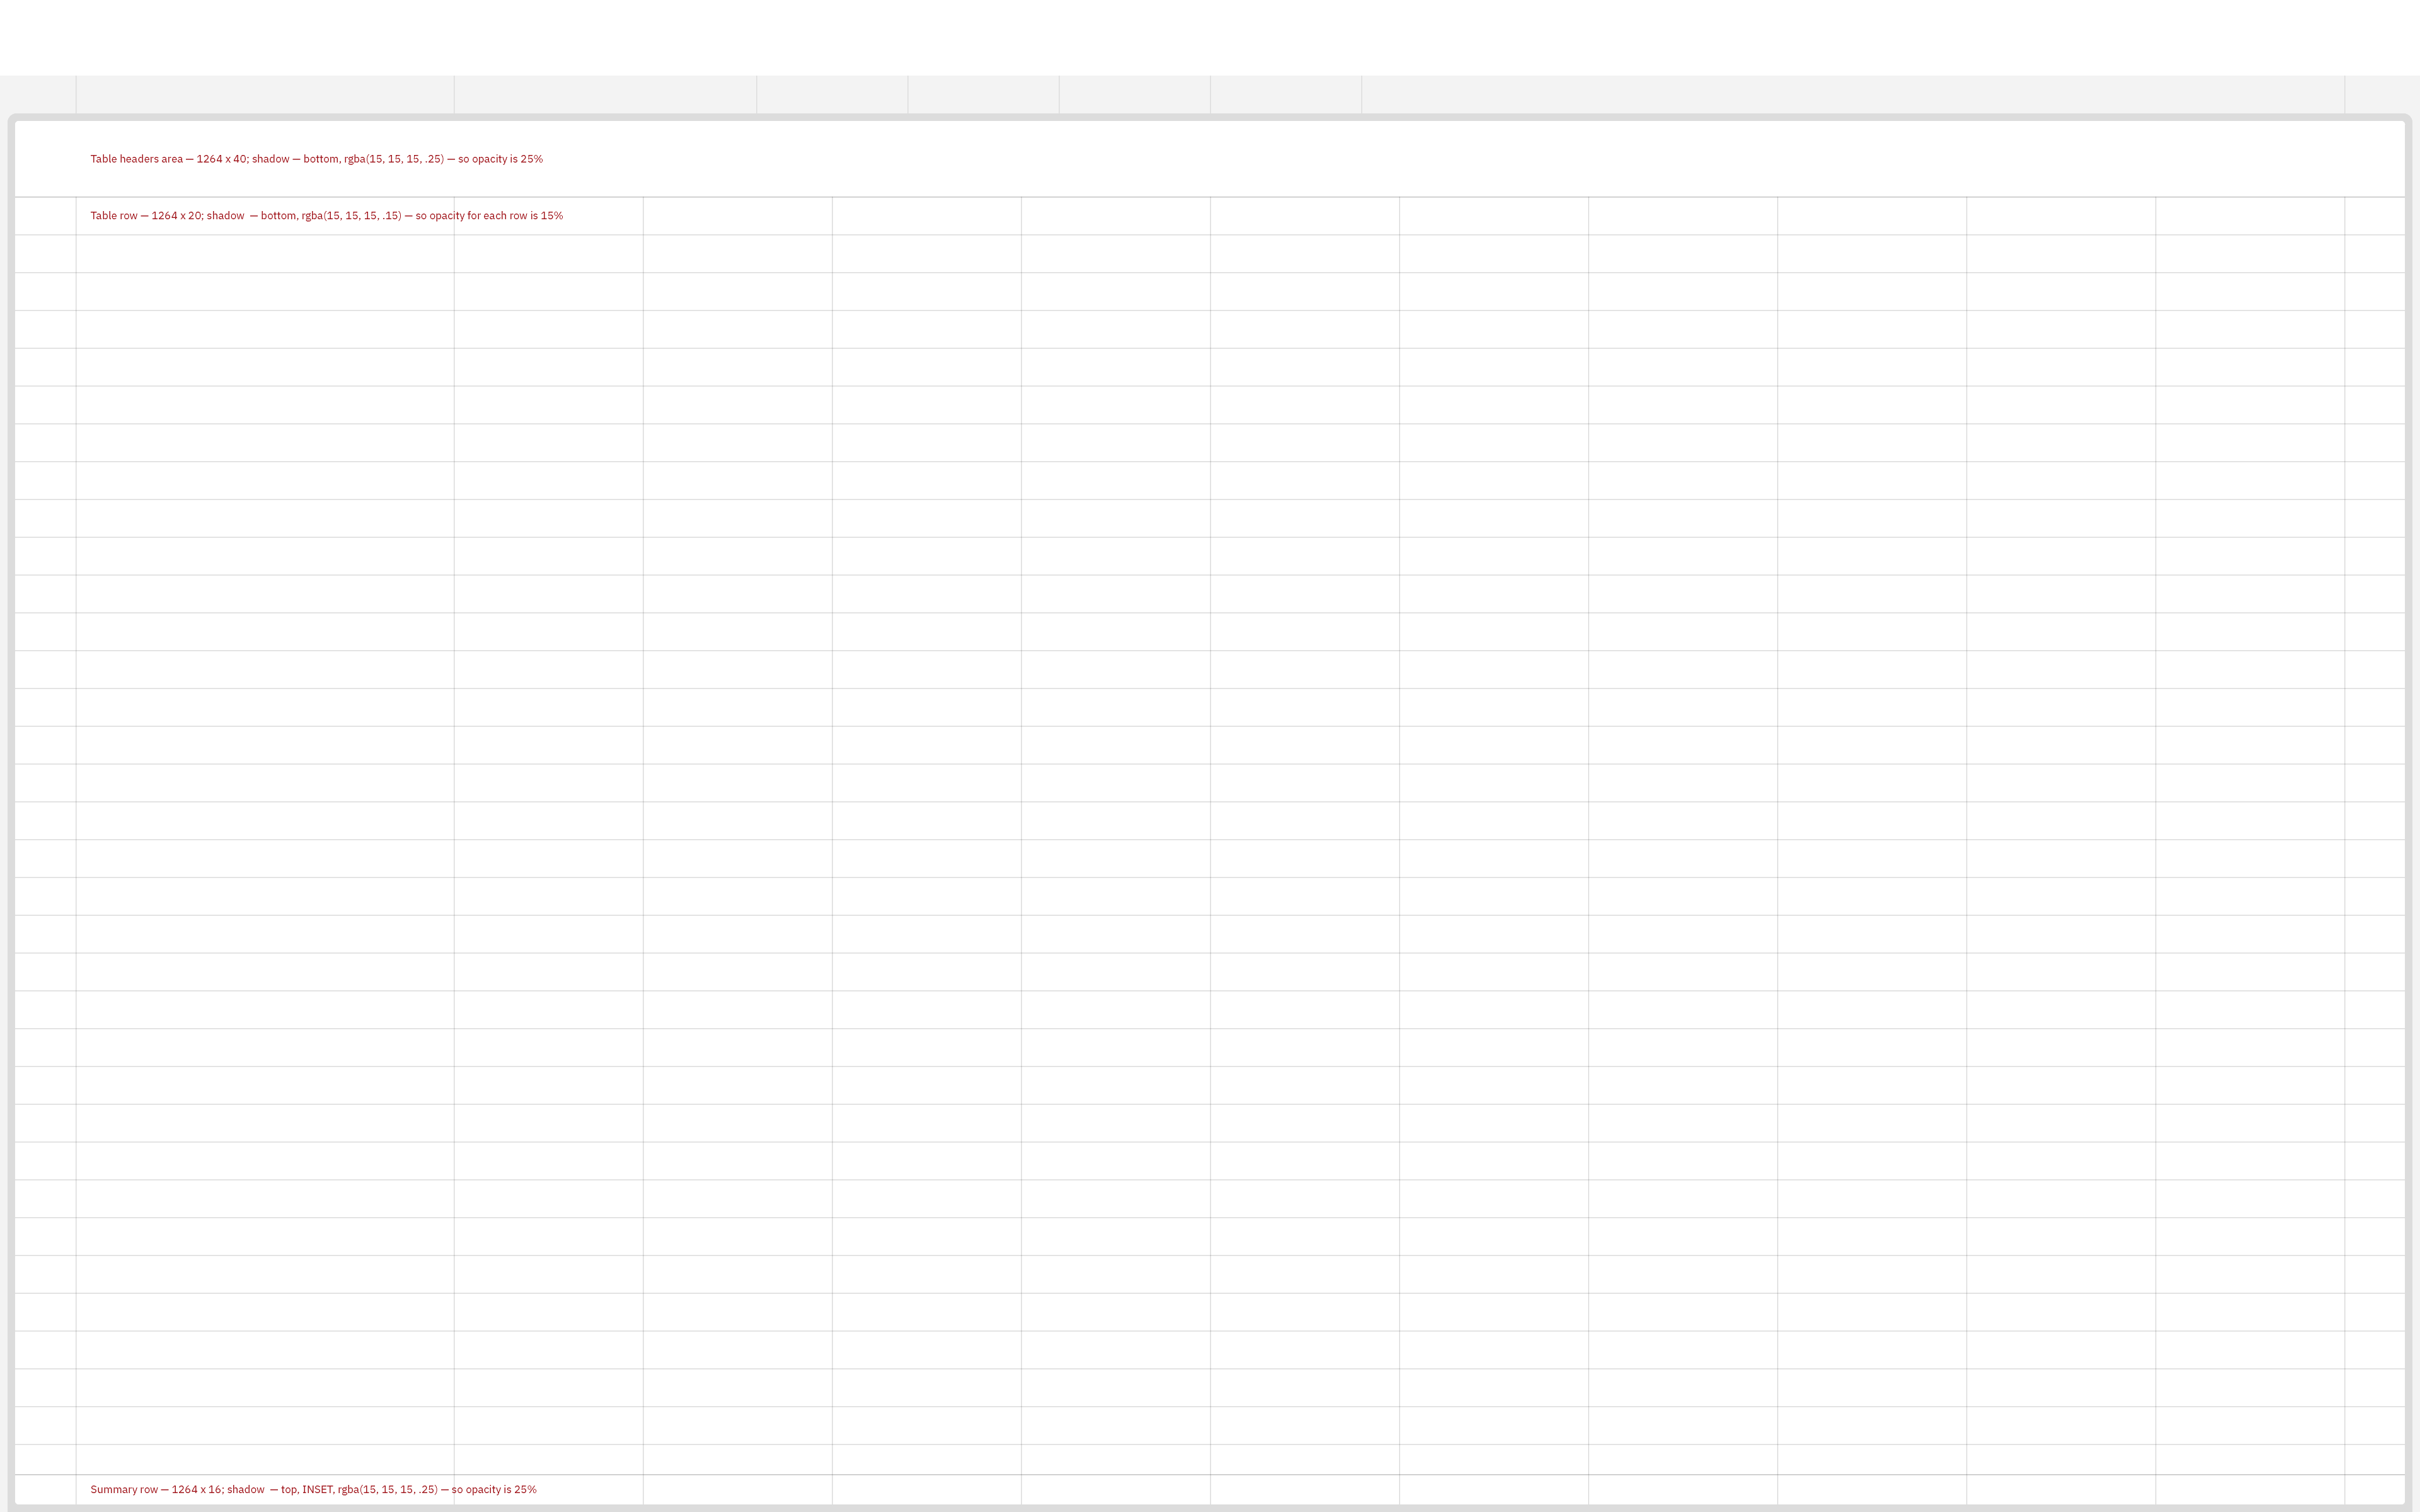 Table headers area — 1264 x 40; shadow — bottom, rgba(15, 15, 15, .25) — so opacity is 25%
Table row — 1264 x 20; shadow  — bottom, rgba(15, 15, 15, .15) — so opacity for each row is 15%
Summary row — 1264 x 16; shadow  — top, INSET, rgba(15, 15, 15, .25) — so opacity is 25%